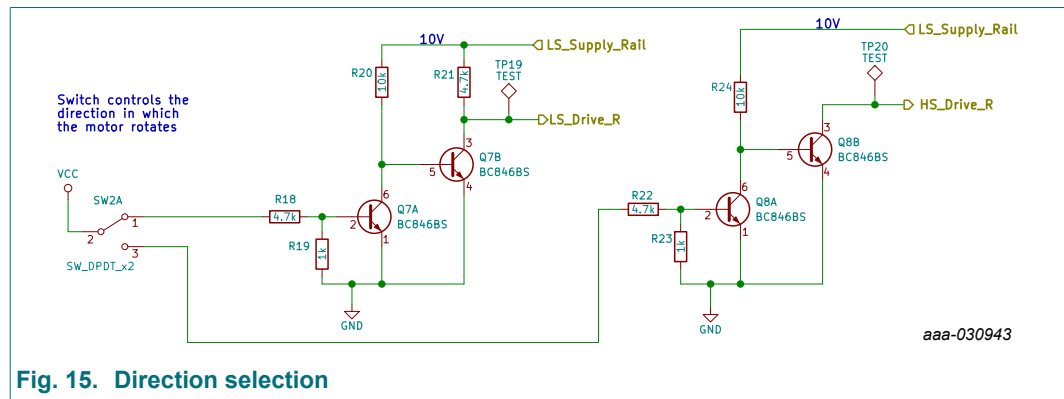 10V
LS_Supply_Rail
R20
10k
R21
4.7k
TP19
TEST
LS_Drive_R
Switch controls the
direction in which
the motor rotates
3
Q7B
BC846BS
5
4
VCC
SW2A
1
2
3
SW_DPDT_x2
R18
4.7k
6
Q7A
BC846BS
2
1
R19
1k
GND
10V
LS_Supply_Rail
TP20
TEST
R24
10k
HS_Drive_R
3
Q8B
BC846BS
5
4
R22
4.7k
6
Q8A
BC846BS
2
1
R23
1k
GND
aaa-030943
Fig. 15. Direction selection